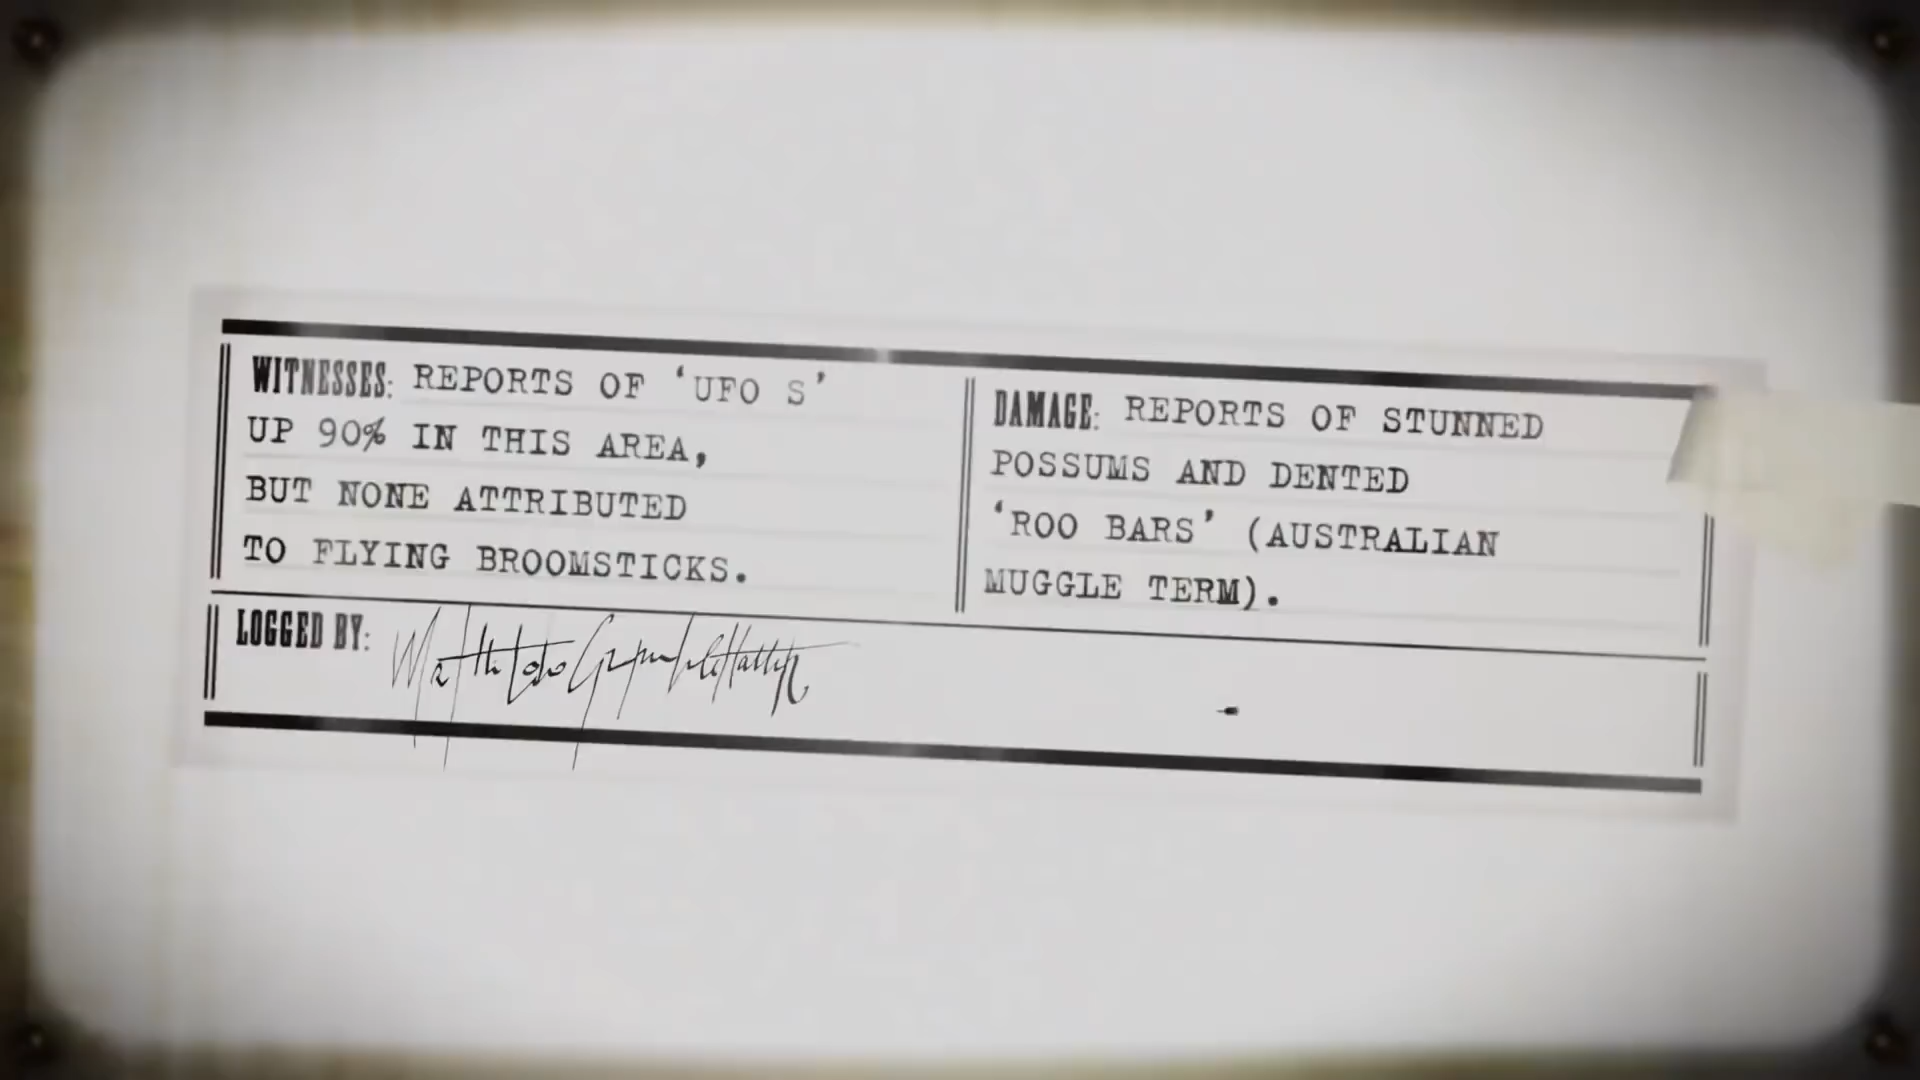 WITNESSES: REPORTS OF ‘UFO S’
UP 90% IN THIS AREA,
BUT NONE ATTRIBUTED
TO FLYING BROOMSTICKS.
DAMAGE: REPORTS OF STUNNED
POSSUMS AND DENTED
‘ROO BARS’ (AUSTRALIAN
MUGGLE TERM).
LOGGED BY: